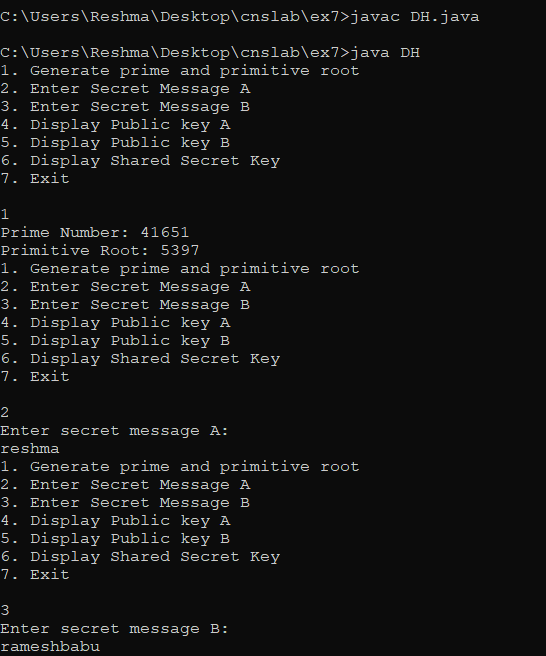 C:\Users\Reshma\Desktop\cnslab\ex7>javac DH.java
C:\Users\Reshma\Desktop\cnslab\ex7>java DH
1. Generate prime and primitive root
2. Enter Secret Message A
3. Enter Secret Message B
4. Display Public key A
5. Display Public key B
6. Display Shared Secret Key
7. Exit
1
Prime Number: 41651
Primitive Root: 5397
1. Generate prime and primitive root
2. Enter Secret Message A
3. Enter Secret Message B
4. Display Public key A
5. Display Public key B
6. Display Shared Secret Key
7. Exit
2
Enter secret message A:
reshma
1. Generate prime and primitive root
2. Enter Secret Message A
3. Enter Secret Message B
4. Display Public key A
5. Display Public key B
6. Display Shared Secret Key
7. Exit
3
Enter secret message B:
rameshbabu